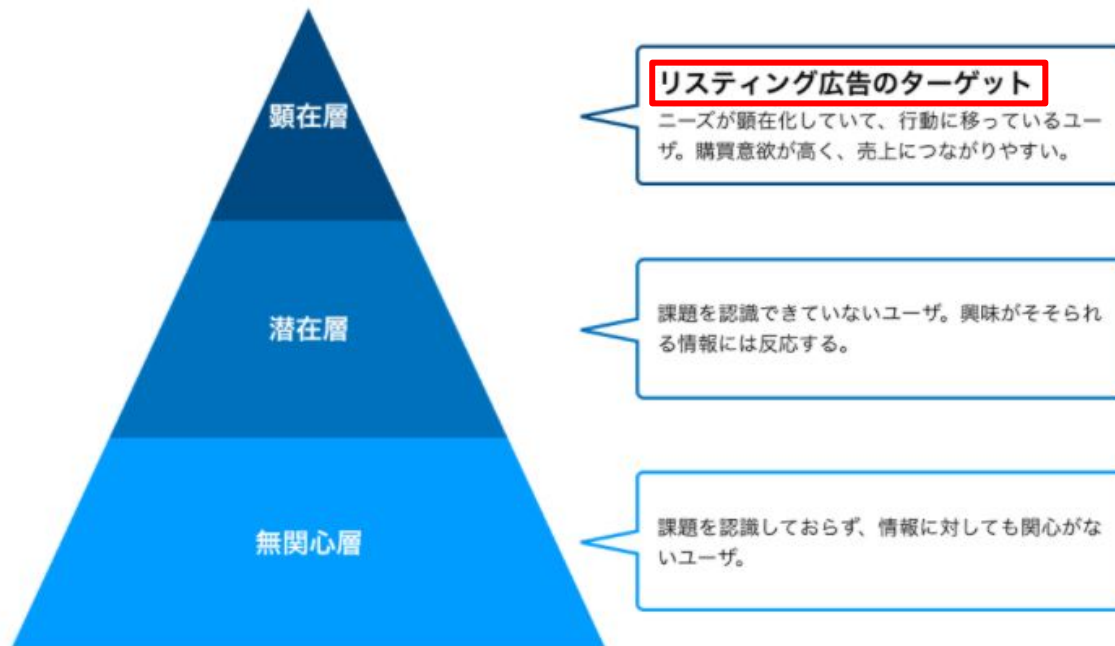 顕在層
リスティング広告のターゲット
ニーズが顕在化していて、行動に移っているユー
ザ。購買意欲が高く、売上につながりやすい。
潜在層
課題を認識できていないユーザ。興味がそそられ
る情報には反応する。
無関心層
課題を認識しておらず、情報に対しても関心がな
いユーザ。